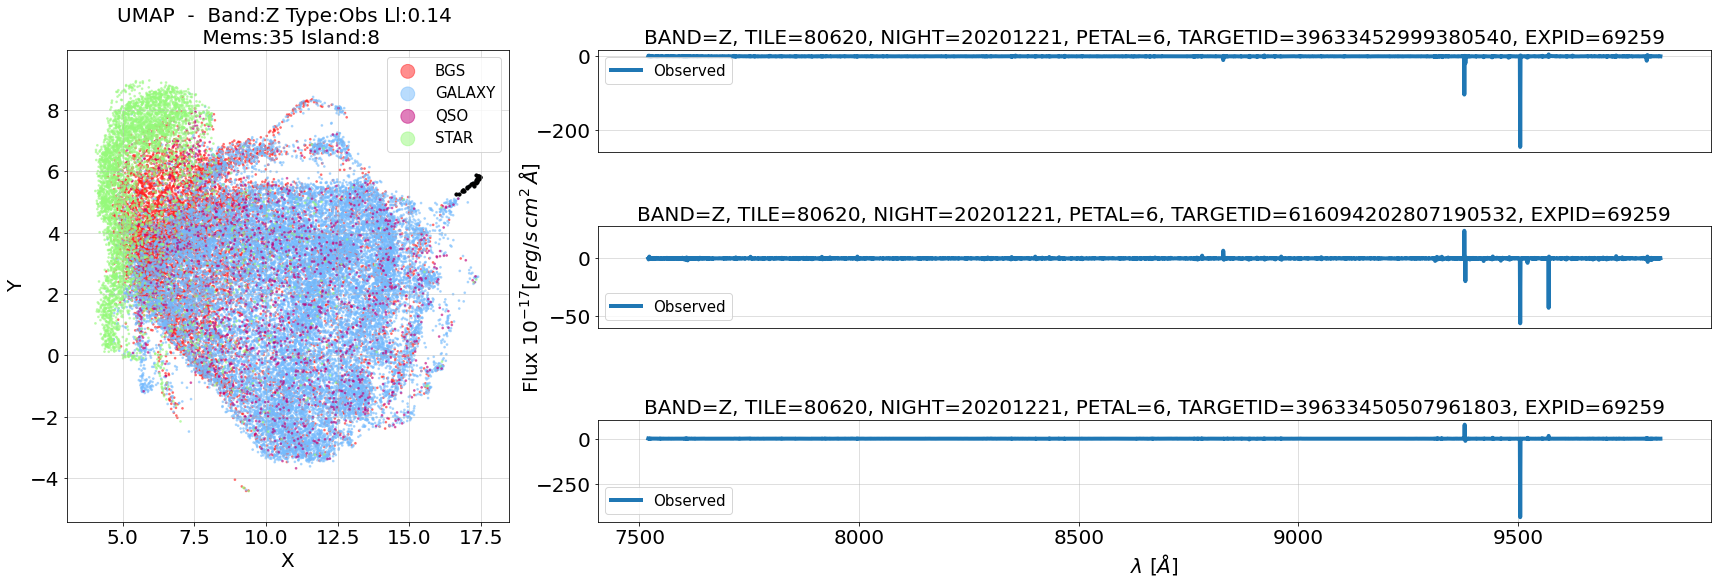 UMAP - Band:Z Type:Obs Ll:0.14
Mems:35 Island:8
BGS
GALAXY
QSO
STAR
8
6
4
2
0
−2
−4
Y
5.0 7.5 10.0 12.5 15.0 17.5
X
Flux 10⁻¹⁷[erg/s cm² Å]
BAND=Z, TILE=80620, NIGHT=20201221, PETAL=6, TARGETID=39633452999380540, EXPID=69259
0
−200
Observed
BAND=Z, TILE=80620, NIGHT=20201221, PETAL=6, TARGETID=616094202807190532, EXPID=69259
0
−50
Observed
BAND=Z, TILE=80620, NIGHT=20201221, PETAL=6, TARGETID=39633450507961803, EXPID=69259
0
−250
Observed
7500 8000 8500 9000 9500
λ [Å]